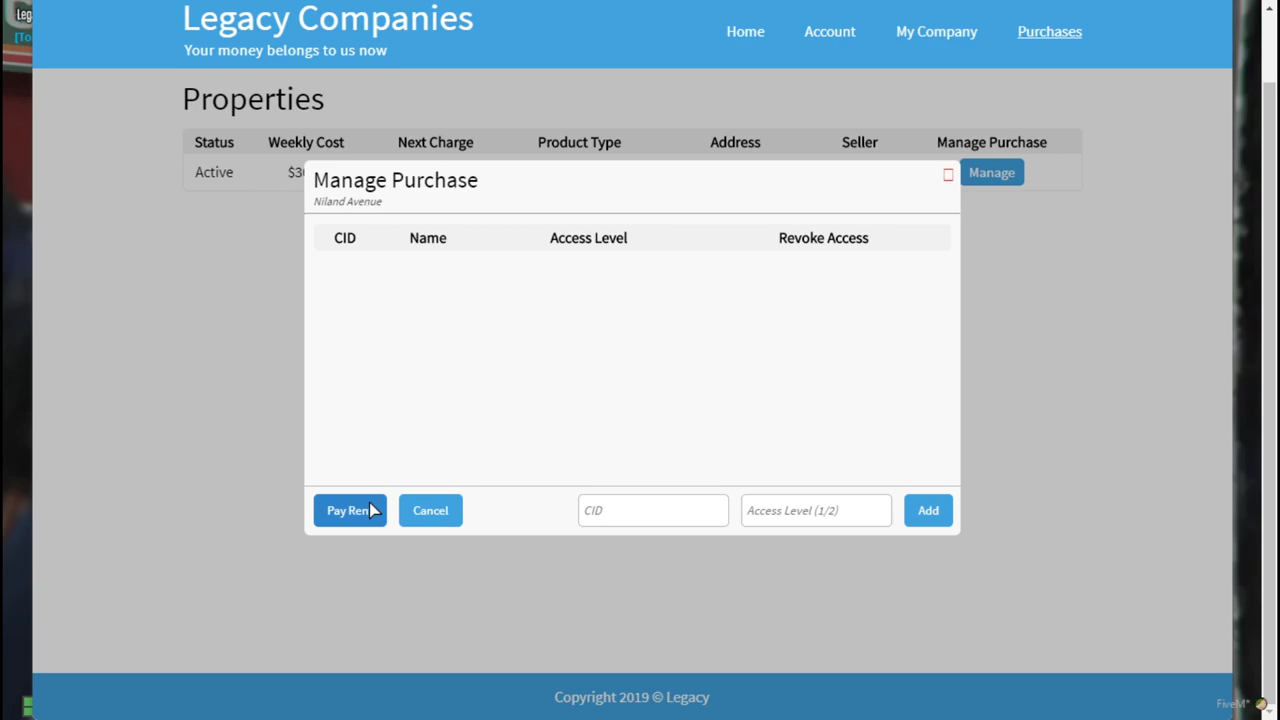 Legacy Companies
Your money belongs to us now
Home Account My Company Purchases
Properties
Status Weekly Cost Next Charge Product Type Address Seller Manage Purchase
Active Manage
Manage Purchase
Niland Avenue
CID Name Access Level Revoke Access
Pay Cancel CID Access Level (1/2) Add
Copyright 2019 © Legacy
FiveM*